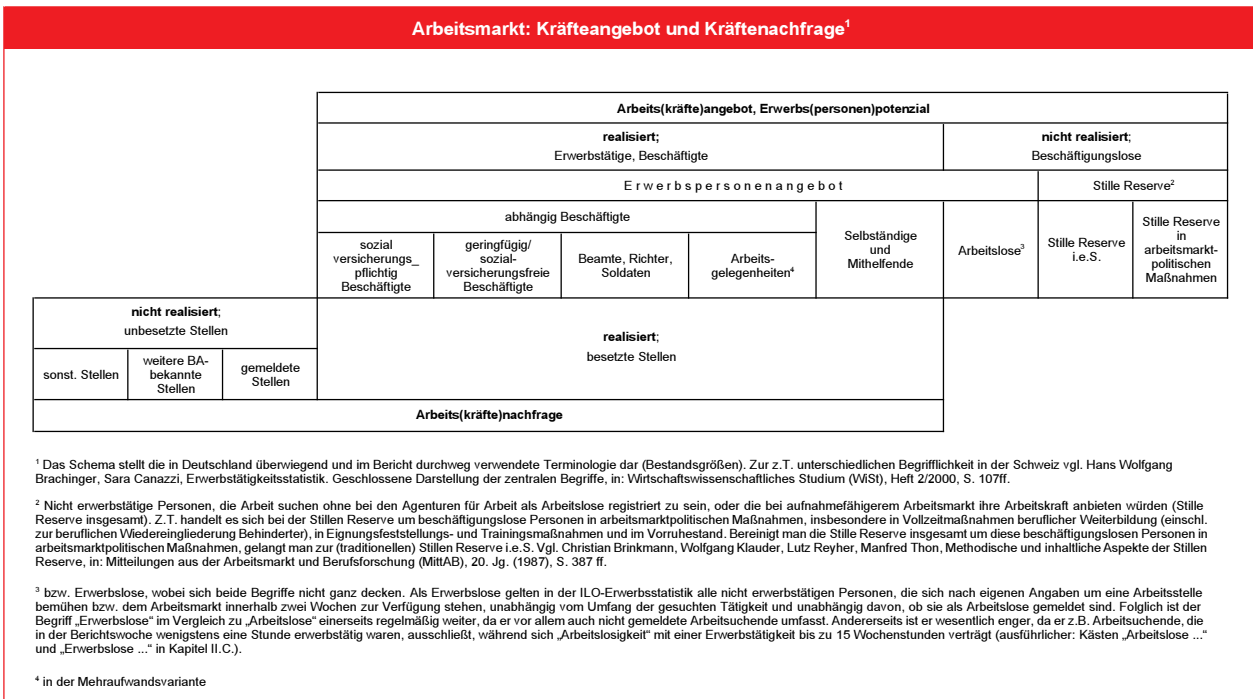 Arbeitsmarkt: Kräfteangebot und Kräftenachfrage¹
Arbeits(kräfte)angebot, Erwerbs(personen)potenzial
realisiert;
Erwerbstätige, Beschäftigte
nicht realisiert;
Beschäftigungslose
Erwerbspersonenangebot
Stille Reserve²
abhängig Beschäftigte
Selbständige
und
Mithelfende
Arbeitslose³
Stille Reserve
i.e.S.
Stille Reserve
in
arbeitsmarkt-
politischen
Maßnahmen
sozial
versicherungs_
pflichtig
Beschäftigte
geringfügig/
sozial-
versicherungsfreie
Beschäftigte
Beamte, Richter,
Soldaten
Arbeits-
gelegenheiten⁴
nicht realisiert;
unbesetzte Stellen
realisiert;
besetzte Stellen
sonst. Stellen
weitere BA-
bekannte
Stellen
gemeldete
Stellen
Arbeits(kräfte)nachfrage
¹ Das Schema stellt die in Deutschland überwiegend und im Bericht durchweg verwendete Terminologie dar (Bestandsgrößen). Zur z.T. unterschiedlichen Begrifflichkeit in der Schweiz vgl. Hans Wolfgang
Brachinger, Sara Canazzi, Erwerbstätigkeitsstatistik. Geschlossene Darstellung der zentralen Begriffe, in: Wirtschaftswissenschaftliches Studium (WiSt), Heft 2/2000, S. 107ff.
² Nicht erwerbstätige Personen, die Arbeit suchen ohne bei den Agenturen für Arbeit als Arbeitslose registriert zu sein, oder die bei aufnahmefähigerem Arbeitsmarkt ihre Arbeitskraft anbieten würden (Stille
Reserve insgesamt). Z.T. handelt es sich bei der Stillen Reserve um beschäftigungslose Personen in arbeitsmarktpolitischen Maßnahmen, insbesondere in Vollzeitmaßnahmen beruflicher Weiterbildung (einschl.
zur beruflichen Wiedereingliederung Behinderter), in Eignungsfeststellungs- und Trainingsmaßnahmen und im Vorruhestand. Bereinigt man die Stille Reserve insgesamt um diese beschäftigungslosen Personen in
arbeitsmarktpolitischen Maßnahmen, gelangt man zur (traditionellen) Stillen Reserve i.e.S. Vgl. Christian Brinkmann, Wolfgang Klauder, Lutz Reyher, Manfred Thon, Methodische und inhaltliche Aspekte der Stillen
Reserve, in: Mitteilungen aus der Arbeitsmarkt und Berufsforschung (MittAB), 20. Jg. (1987), S. 387 ff.
³ bzw. Erwerbslose, wobei sich beide Begriffe nicht ganz decken. Als Erwerbslose gelten in der ILO-Erwerbsstatistik alle nicht erwerbstätigen Personen, die sich nach eigenen Angaben um eine Arbeitsstelle
bemühen bzw. dem Arbeitsmarkt innerhalb zwei Wochen zur Verfügung stehen, unabhängig vom Umfang der gesuchten Tätigkeit und unabhängig davon, ob sie als Arbeitslose gemeldet sind. Folglich ist der
Begriff „Erwerbslose" im Vergleich zu „Arbeitslose" einerseits regelmäßig weiter, da er vor allem auch nicht gemeldete Arbeitsuchende umfasst. Andererseits ist er wesentlich enger, da er z.B. Arbeitsuchende, die
in der Berichtswoche wenigstens eine Stunde erwerbstätig waren, ausschließt, während sich „Arbeitslosigkeit" mit einer Erwerbstätigkeit bis zu 15 Wochenstunden verträgt (ausführlicher: Kästen „Arbeitslose ..."
und „Erwerbslose ..." in Kapitel II.C.).
⁴ in der Mehraufwandsvariante